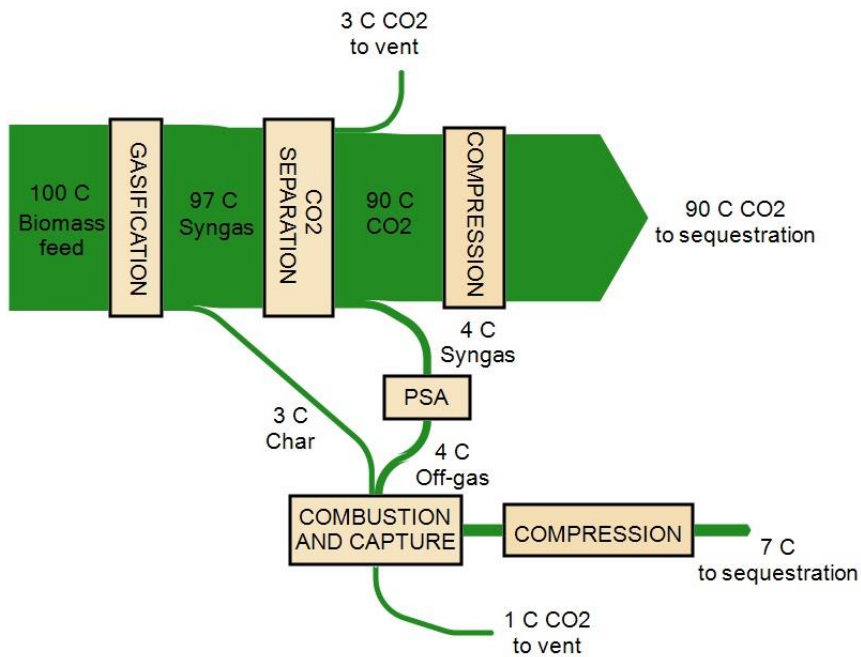 3 C CO2
to vent
100 C
Biomass
feed
GASIFICATION
97 C
Syngas
CO2
SEPARATION
90 C
CO2
COMPRESSION
90 C CO2
to sequestration
4 C
Syngas
PSA
3 C
Char
4 C
Off-gas
COMBUSTION
AND CAPTURE
COMPRESSION
7 C
to sequestration
1 C CO2
to vent